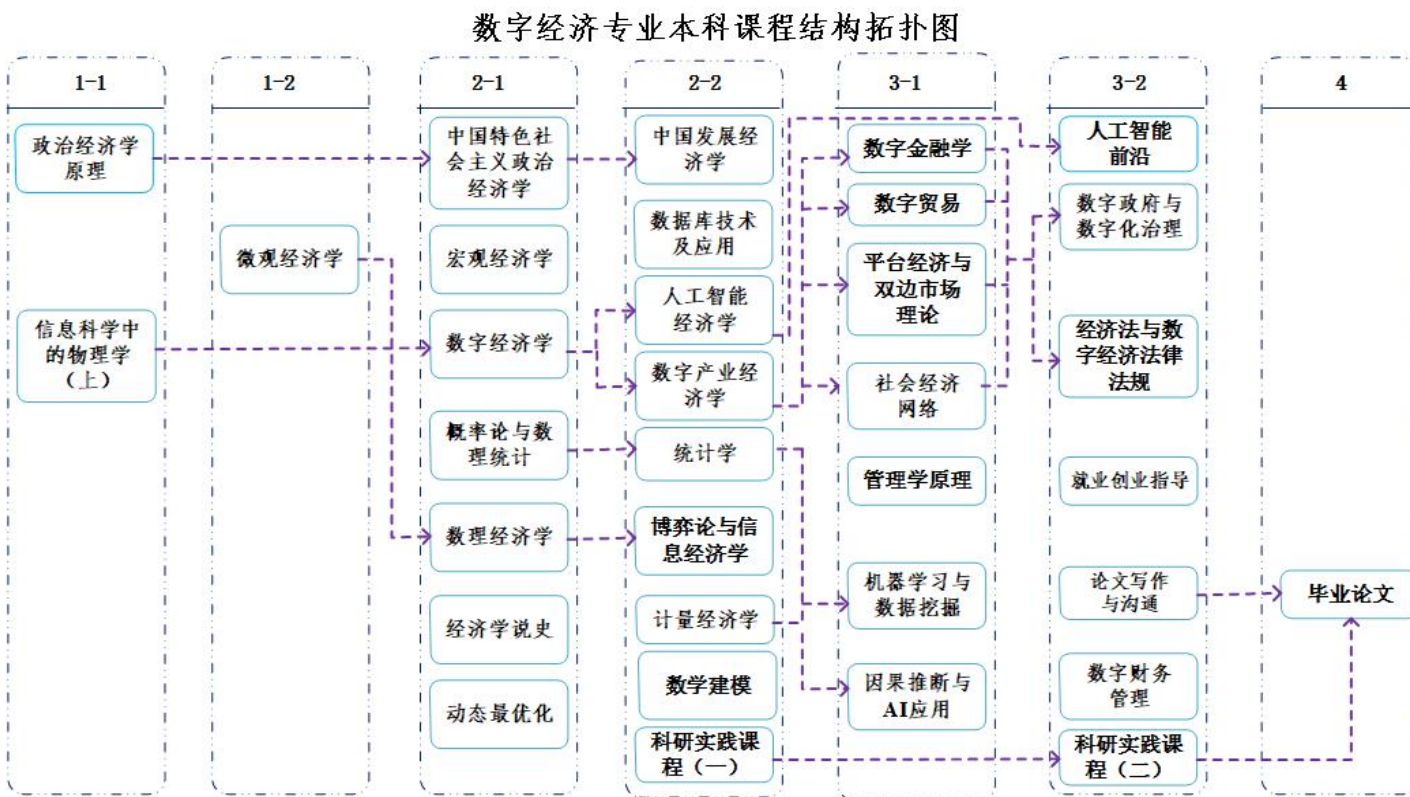 数字经济专业本科课程结构拓扑图
1-1
政治经济学
原理
信息科学中
的物理学
（上）
1-2
微观经济学
2-1
中国特色社
会主义政治
经济学
宏观经济学
数字经济学
概率论与数
理统计
数理经济学
经济学说史
动态最优化
2-2
中国发展经
济学
数据库技术
及应用
人工智能
经济学
数字产业经
济学
统计学
博弈论与信
息经济学
计量经济学
数学建模
科研实践课
程（一）
3-1
数字金融学
数字贸易
平台经济与
双边市场
理论
社会经济
网络
管理学原理
机器学习与
数据挖掘
因果推断与
AI应用
3-2
人工智能
前沿
数字政府与
数字化治理
经济法与数
字经济法律
法规
就业创业指导
论文写作
与沟通
数字财务
管理
科研实践课
程（二）
4
毕业论文